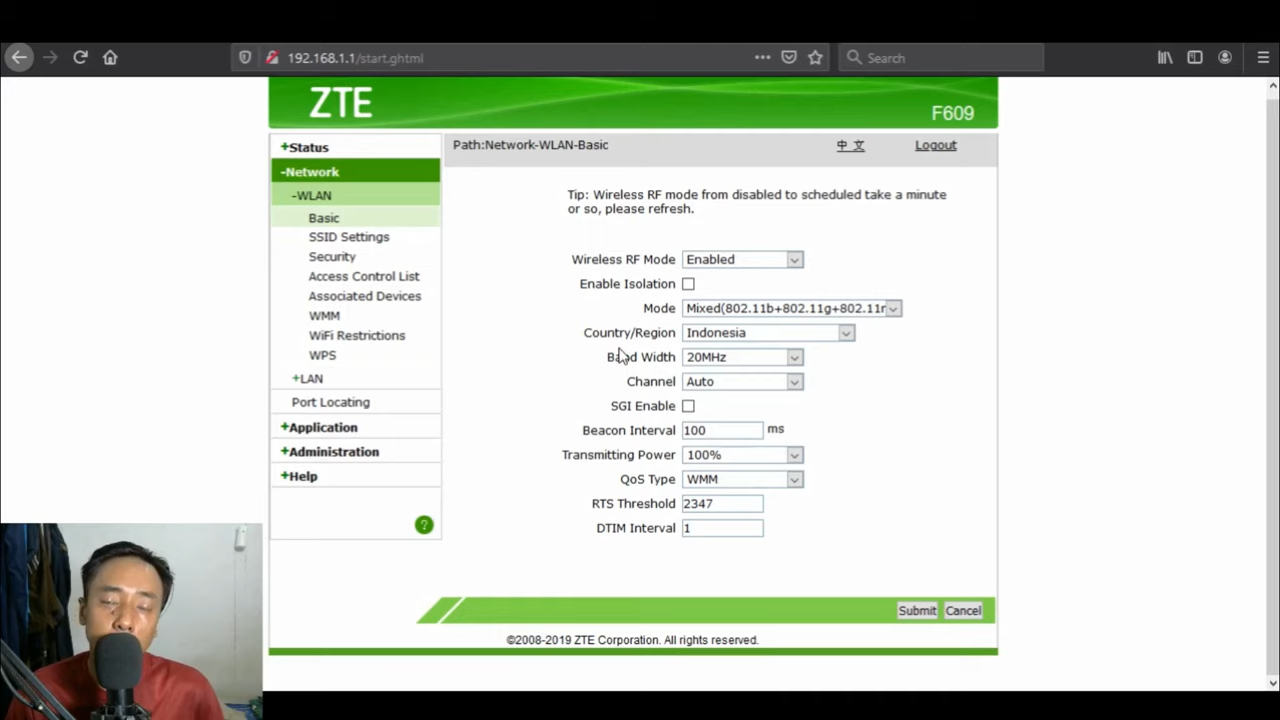 192.168.1.1/start.ghtml
Search
ZTE
F609
+Status
-Network
-WLAN
Basic
SSID Settings
Security
Access Control List
Associated Devices
WMM
WiFi Restrictions
WPS
+LAN
Port Locating
+Application
+Administration
+Help
?
Path:Network-WLAN-Basic
中 文
Logout
Tip: Wireless RF mode from disabled to scheduled take a minute
or so, please refresh.
Wireless RF Mode Enabled
Enable Isolation
Mode Mixed(802.11b+802.11g+802.11n
Country/Region Indonesia
Band Width 20MHz
Channel Auto
SGI Enable
Beacon Interval 100 ms
Transmitting Power 100%
QoS Type WMM
RTS Threshold 2347
DTIM Interval 1
Submit Cancel
©2008-2019 ZTE Corporation. All rights reserved.